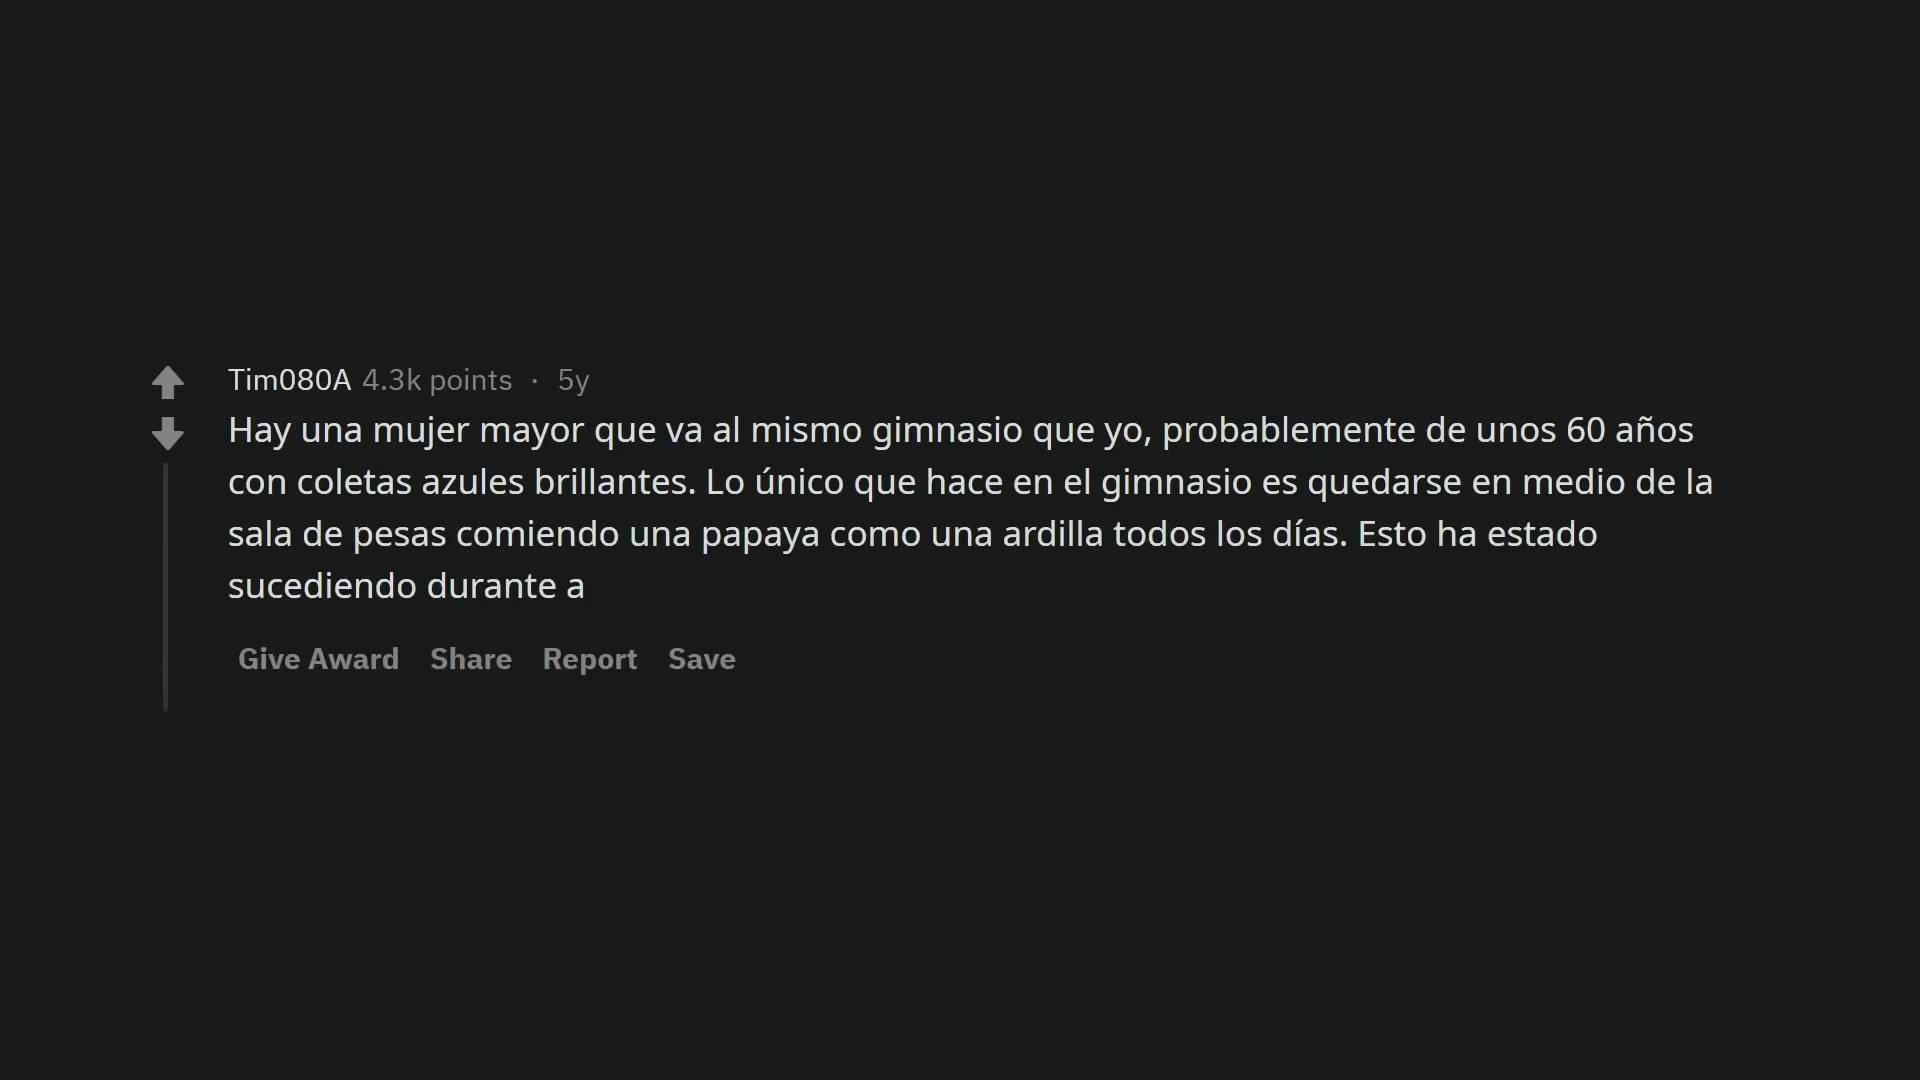 Tim080A 4.3k points · 5y
Hay una mujer mayor que va al mismo gimnasio que yo, probablemente de unos 60 años
con coletas azules brillantes. Lo único que hace en el gimnasio es quedarse en medio de la
sala de pesas comiendo una papaya como una ardilla todos los días. Esto ha estado
sucediendo durante a
Give Award Share Report Save